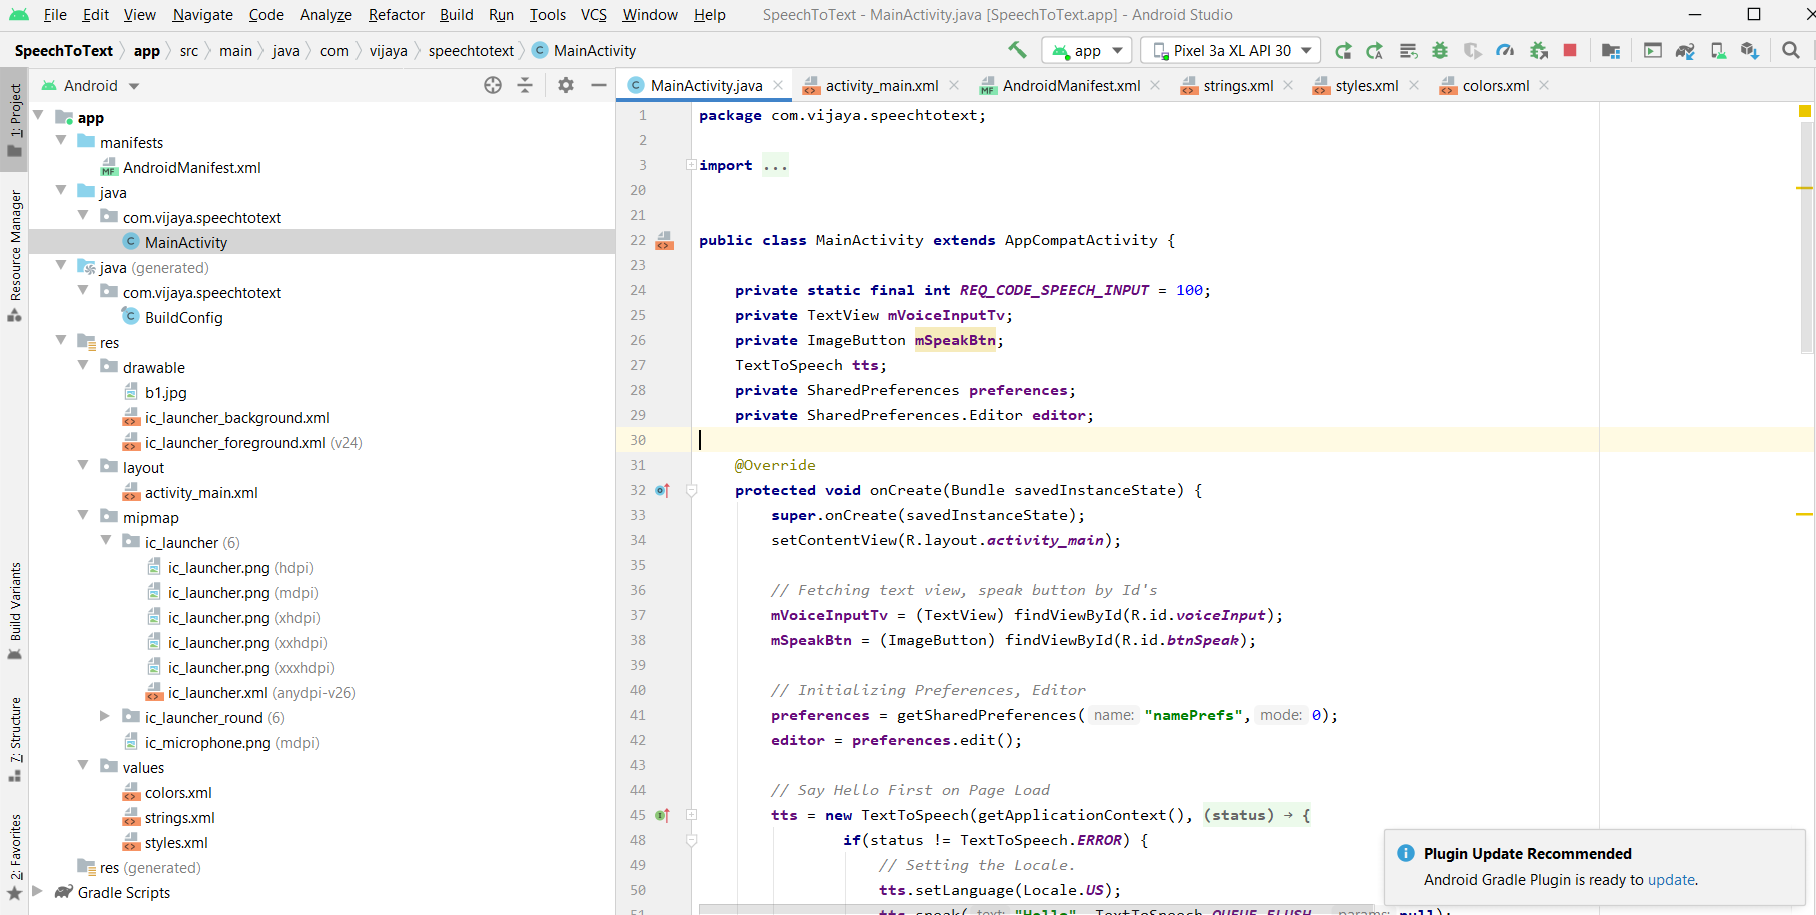 File Edit View Navigate Code Analyze Refactor Build Run Tools VCS Window Help SpeechToText - MainActivity.java [SpeechToText.app] - Android Studio
SpeechToText app src main java com vijaya speechtotext MainActivity app Pixel 3a XL API 30
Android
MainActivity.java activity_main.xml AndroidManifest.xml strings.xml styles.xml colors.xml
1: Project
Resource Manager
Build Variants
7: Structure
2: Favorites
app
manifests
AndroidManifest.xml
java
com.vijaya.speechtotext
MainActivity
java (generated)
com.vijaya.speechtotext
BuildConfig
res
drawable
b1.jpg
ic_launcher_background.xml
ic_launcher_foreground.xml (v24)
layout
activity_main.xml
mipmap
ic_launcher (6)
ic_launcher.png (hdpi)
ic_launcher.png (mdpi)
ic_launcher.png (xhdpi)
ic_launcher.png (xxhdpi)
ic_launcher.png (xxxhdpi)
ic_launcher.xml (anydpi-v26)
ic_launcher_round (6)
ic_microphone.png (mdpi)
values
colors.xml
strings.xml
styles.xml
res (generated)
Gradle Scripts
1 package com.vijaya.speechtotext;
2
3 import ...
20
21
22 public class MainActivity extends AppCompatActivity {
23
24 private static final int REQ_CODE_SPEECH_INPUT = 100;
25 private TextView mVoiceInputTv;
26 private ImageButton mSpeakBtn;
27 TextToSpeech tts;
28 private SharedPreferences preferences;
29 private SharedPreferences.Editor editor;
30
31 @Override
32 protected void onCreate(Bundle savedInstanceState) {
33 super.onCreate(savedInstanceState);
34 setContentView(R.layout.activity_main);
35
36 // Fetching text view, speak button by Id's
37 mVoiceInputTv = (TextView) findViewById(R.id.voiceInput);
38 mSpeakBtn = (ImageButton) findViewById(R.id.btnSpeak);
39
40 // Initializing Preferences, Editor
41 preferences = getSharedPreferences( name: "namePrefs", mode: 0);
42 editor = preferences.edit();
43
44 // Say Hello First on Page Load
45 tts = new TextToSpeech(getApplicationContext(), (status) → {
48 if(status != TextToSpeech.ERROR) {
49 // Setting the Locale.
50 tts.setLanguage(Locale.US);
51 tts.speak( text: "Hello", TextToSpeech.QUEUE_FLUSH, params: null);
Plugin Update Recommended
Android Gradle Plugin is ready to update.